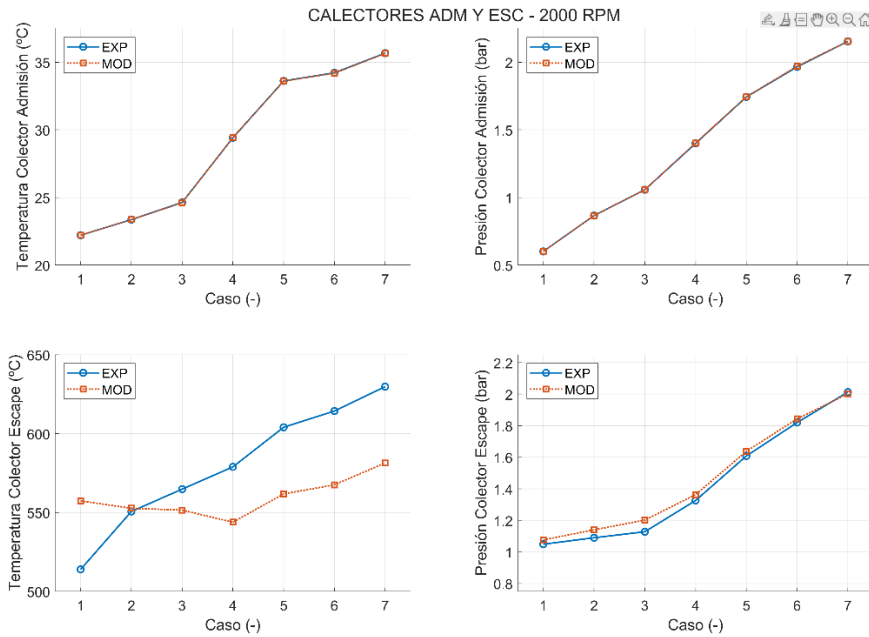 CALECTORES ADM Y ESC - 2000 RPM
Temperatura Colector Admisión (ºC)
35
30
25
20
EXP
MOD
1 2 3 4 5 6 7
Caso (-)
Presión Colector Admisión (bar)
2
1.5
1
0.5
EXP
MOD
1 2 3 4 5 6 7
Caso (-)
Temperatura Colector Escape (ºC)
650
600
550
500
EXP
MOD
1 2 3 4 5 6 7
Caso (-)
Presión Colector Escape (bar)
2.2
2
1.8
1.6
1.4
1.2
1
0.8
EXP
MOD
1 2 3 4 5 6 7
Caso (-)